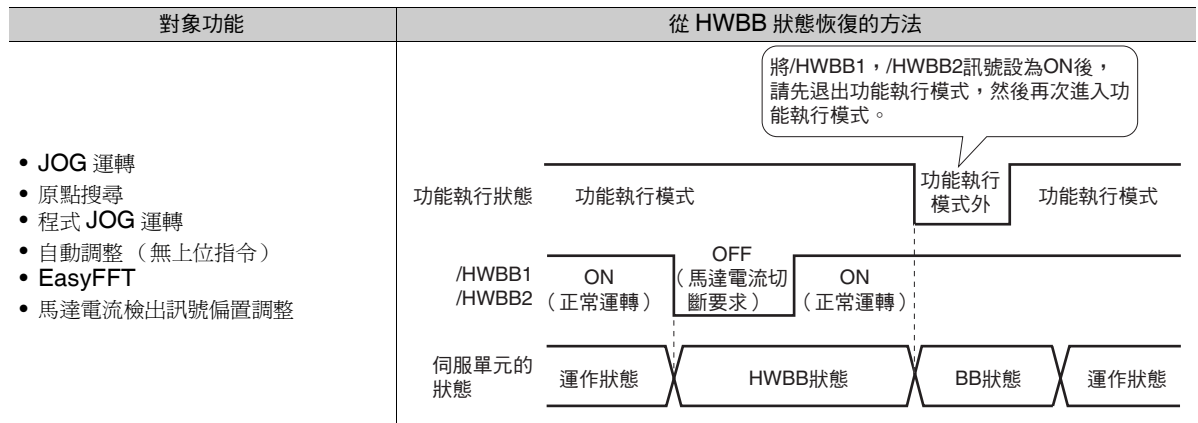 對象功能
從 HWBB 狀態恢復的方法
• JOG 運轉
• 原點搜尋
• 程式 JOG 運轉
• 自動調整（無上位指令）
• EasyFFT
• 馬達電流檢出訊號偏置調整
將/HWBB1，/HWBB2訊號設為ON後，
請先退出功能執行模式，然後再次進入功
能執行模式。
功能執行狀態
功能執行模式
功能執行
模式外
功能執行模式
/HWBB1
/HWBB2
ON
（正常運轉）
OFF
（馬達電流切
斷要求）
ON
（正常運轉）
伺服單元的
狀態
運作狀態
HWBB狀態
BB狀態
運作狀態